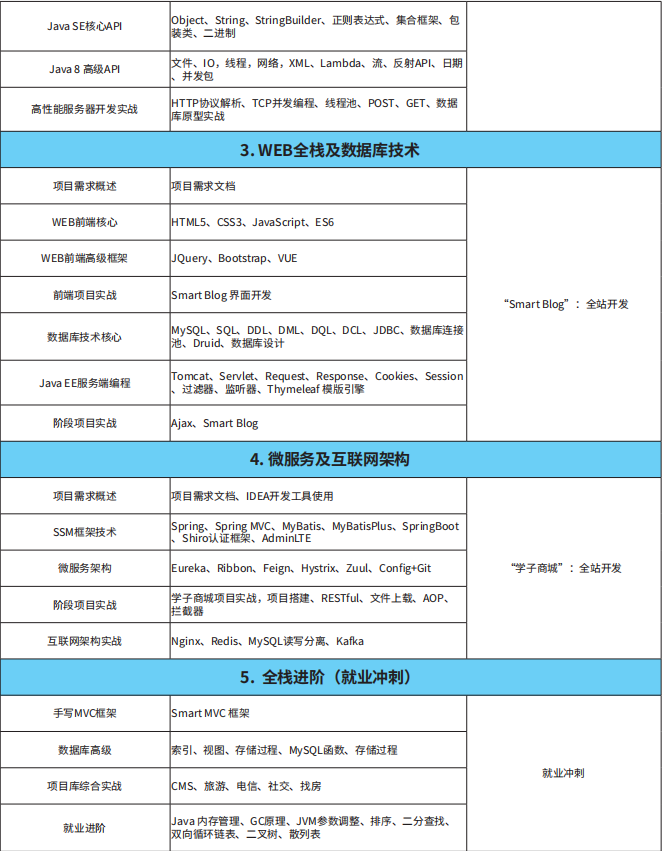 Java SE核心API
Object、String、StringBuilder、正则表达式、集合框架、包
装类、二进制
Java 8 高级API
文件、IO，线程，网络，XML、Lambda、流、反射API、日期
、并发包
高性能服务器开发实战
HTTP协议解析、TCP并发编程、线程池、POST、GET、数据
库原型实战
3. WEB全栈及数据库技术
项目需求概述
项目需求文档
WEB前端核心
HTML5、CSS3、JavaScript、ES6
WEB前端高级框架
JQuery、Bootstrap、VUE
前端项目实战
Smart Blog 界面开发
数据库技术核心
MySQL、SQL、DDL、DML、DQL、DCL、JDBC、数据库连接
池、Druid、数据库设计
Java EE服务端编程
Tomcat、Servlet、Request、Response、Cookies、Session
、过滤器、监听器、Thymeleaf 模版引擎
阶段项目实战
Ajax、Smart Blog
“Smart Blog”：全站开发
4. 微服务及互联网架构
项目需求概述
项目需求文档、IDEA开发工具使用
SSM框架技术
Spring、Spring MVC、MyBatis、MyBatisPlus、SpringBoot
、Shiro认证框架、AdminLTE
微服务架构
Eureka、Ribbon、Feign、Hystrix、Zuul、Config+Git
阶段项目实战
学子商城项目实战，项目搭建、RESTful、文件上载、AOP、
拦截器
互联网架构实战
Nginx、Redis、MySQL读写分离、Kafka
“学子商城”：全站开发
5. 全栈进阶（就业冲刺）
手写MVC框架
Smart MVC 框架
数据库高级
索引、视图、存储过程、MySQL函数、存储过程
项目库综合实战
CMS、旅游、电信、社交、找房
就业进阶
Java 内存管理、GC原理、JVM参数调整、排序、二分查找、
双向循环链表、二叉树、散列表
就业冲刺